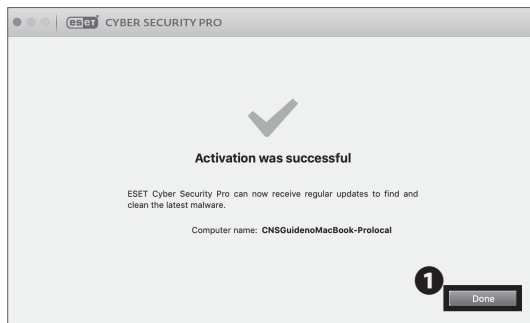 eset CYBER SECURITY PRO
Activation was successful
ESET Cyber Security Pro can now receive regular updates to find and
clean the latest malware.
Computer name: CNSGuidenoMacBook-Prolocal
1
Done